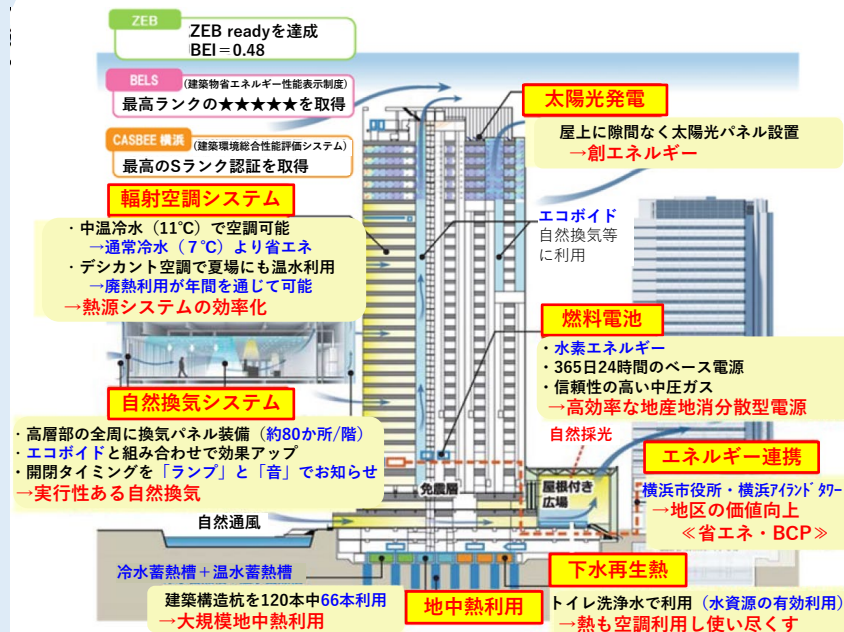 ZEB
ZEB readyを達成
BEI＝0.48
BELS
(建築物省エネルギー性能表示制度)
最高ランクの★★★★★を取得
CASBEE 横浜
(建築環境総合性能評価システム)
最高のSランク認証を取得
太陽光発電
屋上に隙間なく太陽光パネル設置
→創エネルギー
輻射空調システム
・中温冷水（11℃）で空調可能
→通常冷水（７℃）より省エネ
・デシカント空調で夏場にも温水利用
→廃熱利用が年間を通じて可能
→熱源システムの効率化
エコボイド
自然換気等
に利用
燃料電池
・水素エネルギー
・365日24時間のベース電源
・信頼性の高い中圧ガス
→高効率な地産地消分散型電源
自然換気システム
・高層部の全周に換気パネル装備（約80か所/階）
・エコボイドと組み合わせで効果アップ
・開閉タイミングを「ランプ」と「音」でお知らせ
→実行性ある自然換気
自然採光
エネルギー連携
横浜市役所・横浜ｱｲﾗﾝﾄﾞﾀﾜｰ
→地区の価値向上
≪省エネ・BCP≫
免震層
屋根付き
広場
自然通風
冷水蓄熱槽＋温水蓄熱槽
建築構造杭を120本中66本利用
→大規模地中熱利用
地中熱利用
下水再生熱
トイレ洗浄水で利用（水資源の有効利用）
→熱も空調利用し使い尽くす